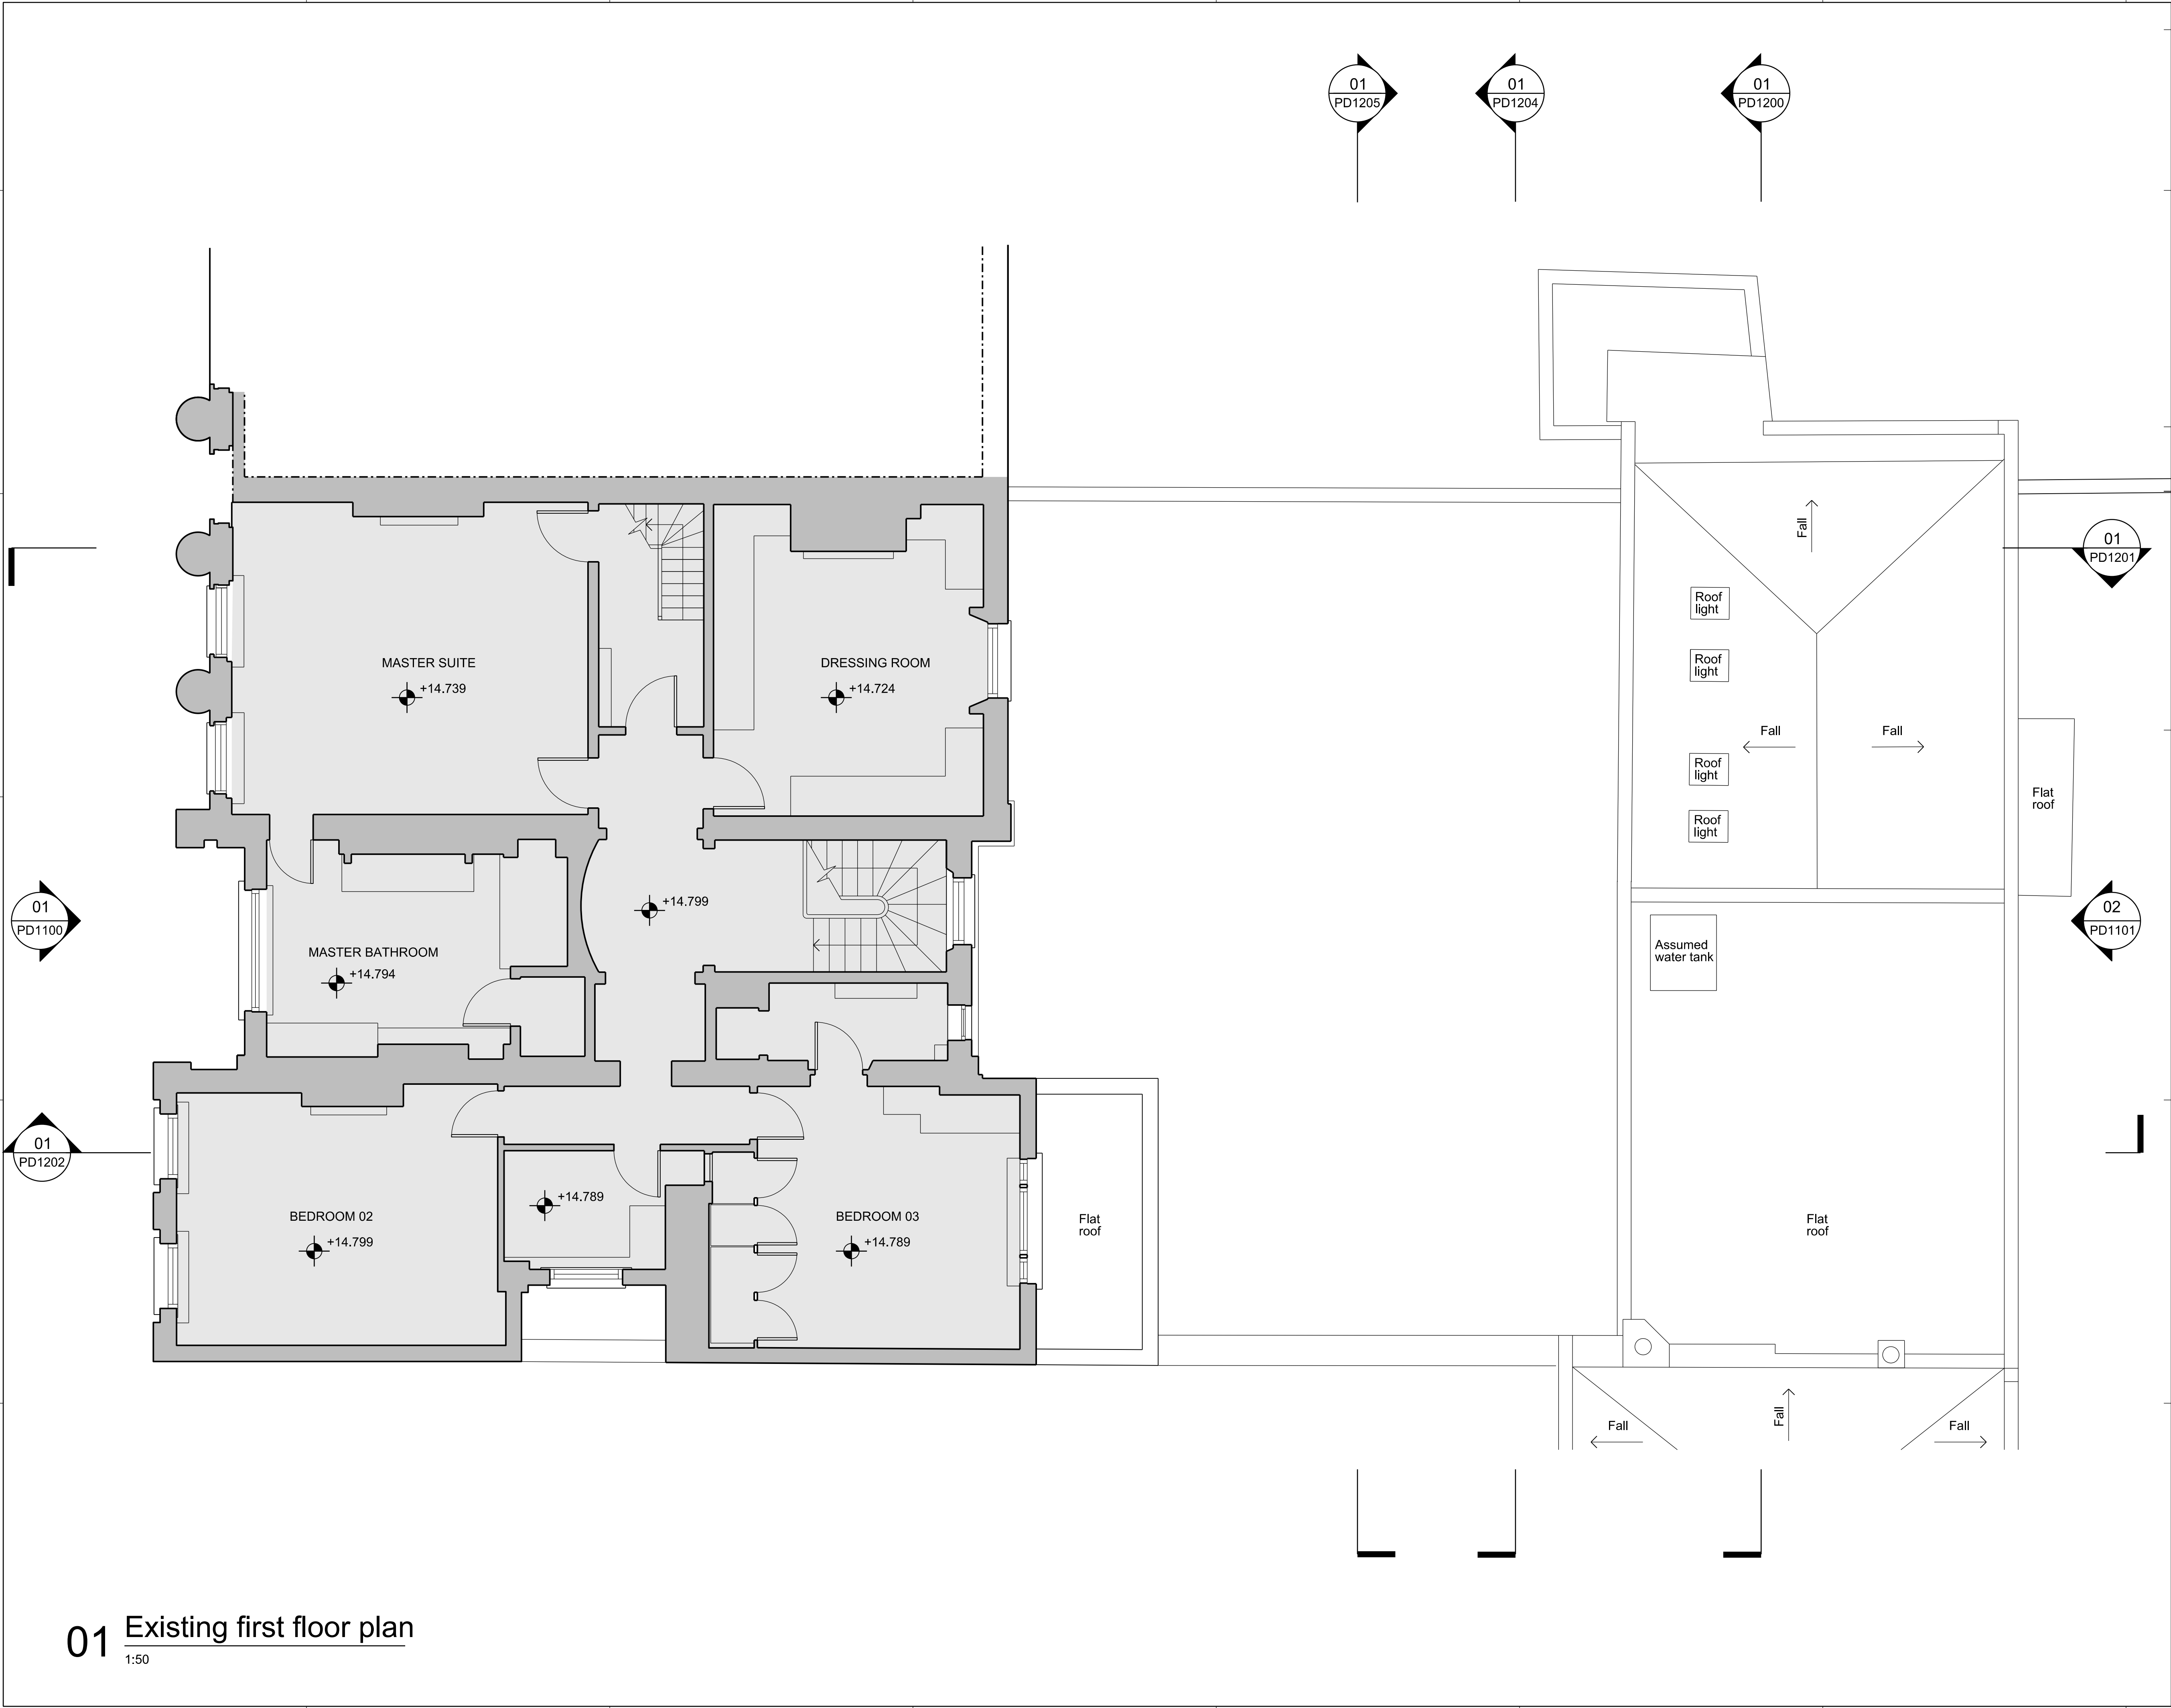 01
PD1205
01
PD1204
01
PD1200
Fall
01
PD1201
Roof
light
Roof
light
MASTER SUITE
+14.739
DRESSING ROOM
+14.724
Fall
Fall
Roof
light
Flat
roof
Roof
light
01
PD1100
+14.799
02
PD1101
MASTER BATHROOM
+14.794
Assumed
water tank
01
PD1202
+14.789
BEDROOM 02
+14.799
BEDROOM 03
+14.789
Flat
roof
Flat
roof
Fall
Fall
Fall
01 Existing first floor plan
1:50